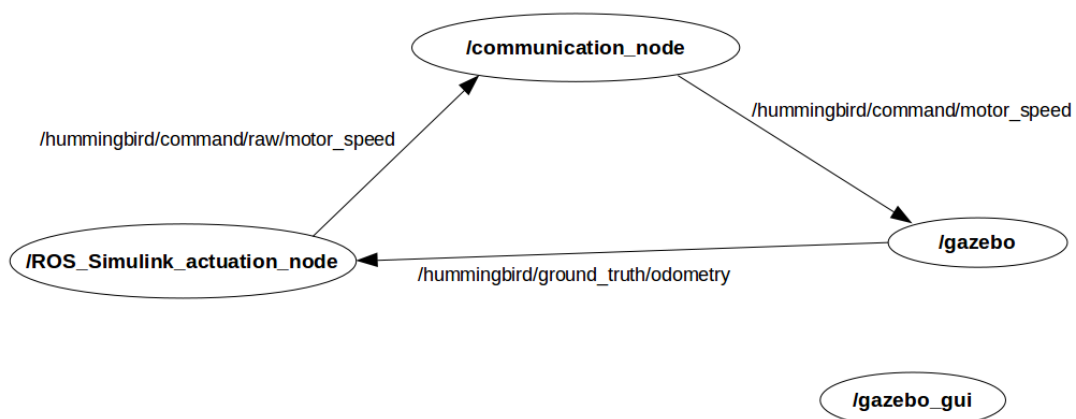 /communication_node
/hummingbird/command/motor_speed
/hummingbird/command/raw/motor_speed
/gazebo
/ROS_Simulink_actuation_node
/hummingbird/ground_truth/odometry
/gazebo_gui